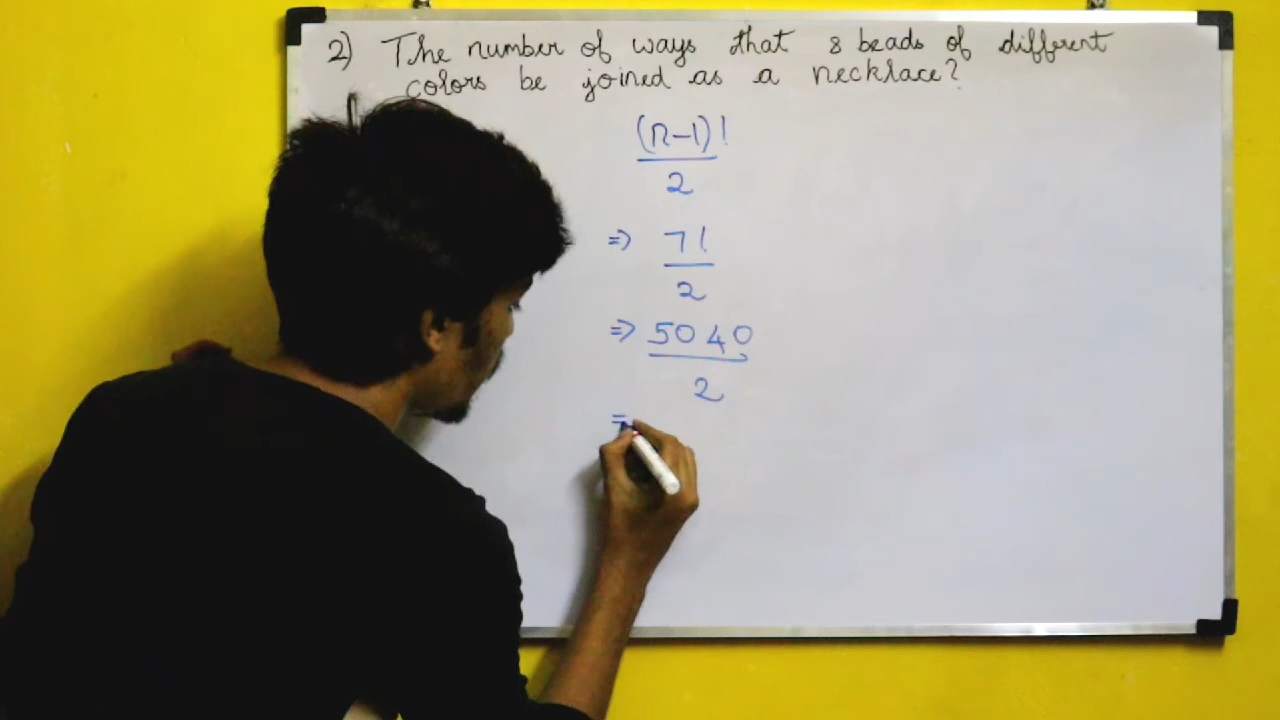 2) The number of ways that 8 beads of different
colors be joined as a necklace?
(n-1)!
2
=> 7!
2
=> 5040
2
=